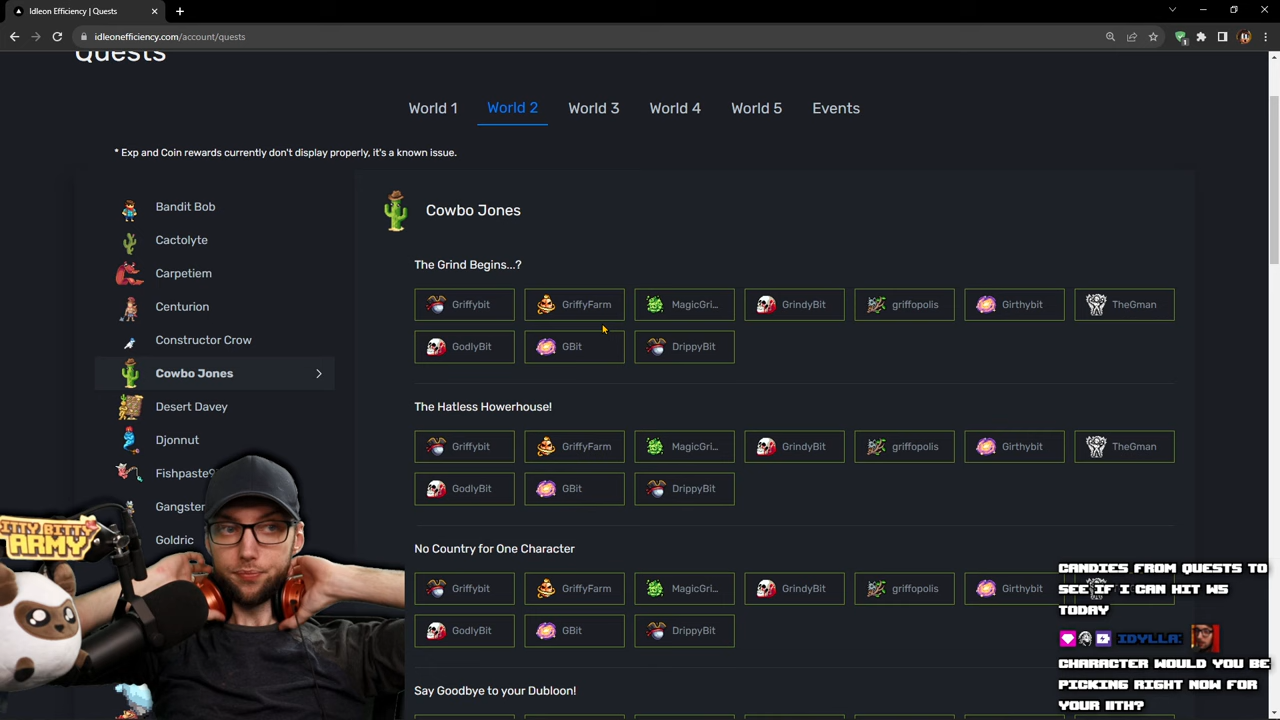 Idleon Efficiency | Quests
idleonefficiency.com/account/quests
Quests
World 1 World 2 World 3 World 4 World 5 Events
* Exp and Coin rewards currently don't display properly, it's a known issue.
Bandit Bob
Cactolyte
Carpetiem
Centurion
Constructor Crow
Cowbo Jones
Desert Davey
Djonnut
Gangster
Goldric
Cowbo Jones
The Grind Begins...?
Griffybit GriffyFarm MagicGri... GrindyBit griffopolis Girthybit TheGman
GodlyBit GBit DrippyBit
The Hatless Howerhouse!
Griffybit GriffyFarm MagicGri... GrindyBit griffopolis Girthybit TheGman
GodlyBit GBit DrippyBit
No Country for One Character
Griffybit GriffyFarm MagicGri... GrindyBit griffopolis Girthybit
GodlyBit GBit DrippyBit
Say Goodbye to your Dubloon!
ITTY BITTY
ARMY
CANDIES FROM QUESTS TO
SEE IF I CAN HIT W5
TODAY
IDYLLA:
CHARACTER WOULD YOU BE
PICKING RIGHT NOW FOR
YOUR 11TH?